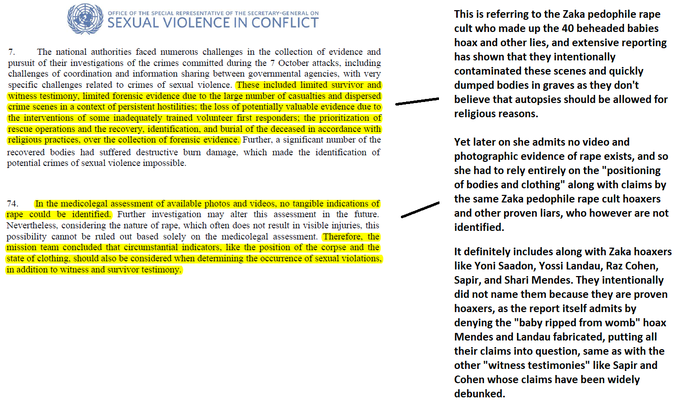 OFFICE OF THE SPECIAL REPRESENTATIVE OF THE SECRETARY-GENERAL ON
SEXUAL VIOLENCE IN CONFLICT
7. The national authorities faced numerous challenges in the collection of evidence and
pursuit of their investigations of the crimes committed during the 7 October attacks, including
challenges of coordination and information sharing between governmental agencies, with very
specific challenges related to crimes of sexual violence. These included limited survivor and
witness testimony, limited forensic evidence due to the large number of casualties and dispersed
crime scenes in a context of persistent hostilities; the loss of potentially valuable evidence due to
the interventions of some inadequately trained volunteer first responders; the prioritization of
rescue operations and the recovery, identification, and burial of the deceased in accordance with
religious practices, over the collection of forensic evidence. Further, a significant number of the
recovered bodies had suffered destructive burn damage, which made the identification of
potential crimes of sexual violence impossible.
74. In the medicolegal assessment of available photos and videos, no tangible indications of
rape could be identified. Further investigation may alter this assessment in the future.
Nevertheless, considering the nature of rape, which often does not result in visible injuries, this
possibility cannot be ruled out based solely on the medicolegal assessment. Therefore, the
mission team concluded that circumstantial indicators, like the position of the corpse and the
state of clothing, should also be considered when determining the occurrence of sexual violations,
in addition to witness and survivor testimony.
This is referring to the Zaka pedophile rape
cult who made up the 40 beheaded babies
hoax and other lies, and extensive reporting
has shown that they intentionally
contaminated these scenes and quickly
dumped bodies in graves as they don't
believe that autopsies should be allowed for
religious reasons.
Yet later on she admits no video and
photographic evidence of rape exists, and so
she had to rely entirely on the "positioning
of bodies and clothing" along with claims by
the same Zaka pedophile rape cult hoaxers
and other proven liars, who however are not
identified.
It definitely includes along with Zaka hoaxers
like Yoni Saadon, Yossi Landau, Raz Cohen,
Sapir, and Shari Mendes. They intentionally
did not name them because they are proven
hoaxers, as the report itself admits by
denying the "baby ripped from womb" hoax
Mendes and Landau fabricated, putting all
their claims into question, same as with the
other "witness testimonies" like Sapir and
Cohen whose claims have been widely
debunked.